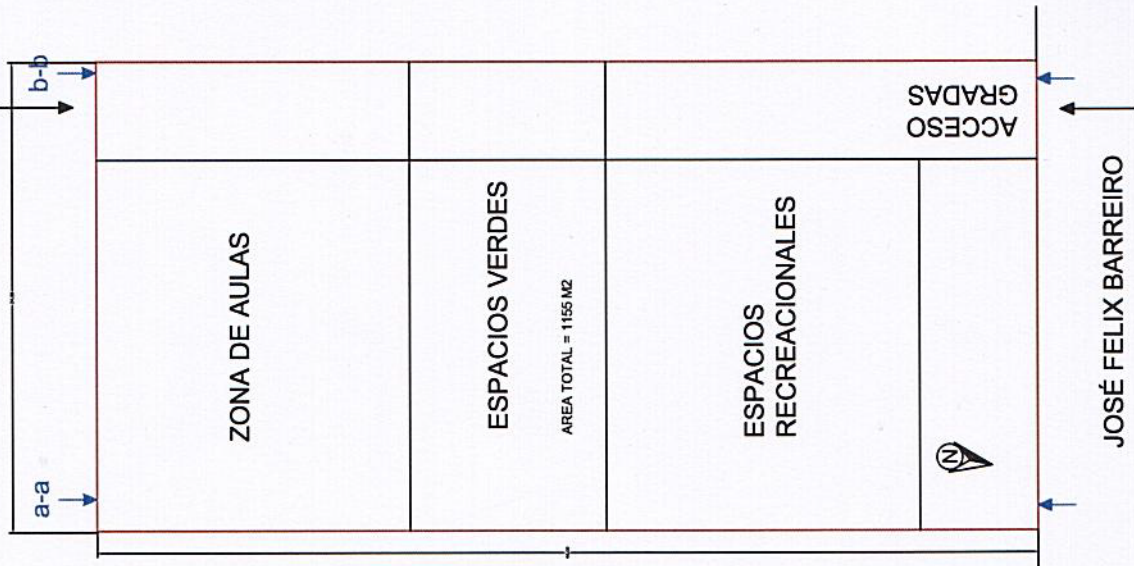 b-b
a-a
ZONA DE AULAS
ESPACIOS VERDES
AREA TOTAL = 1155 M2
ESPACIOS
RECREACIONALES
ACCESO
GRADAS
N
JOSÉ FELIX BARREIRO